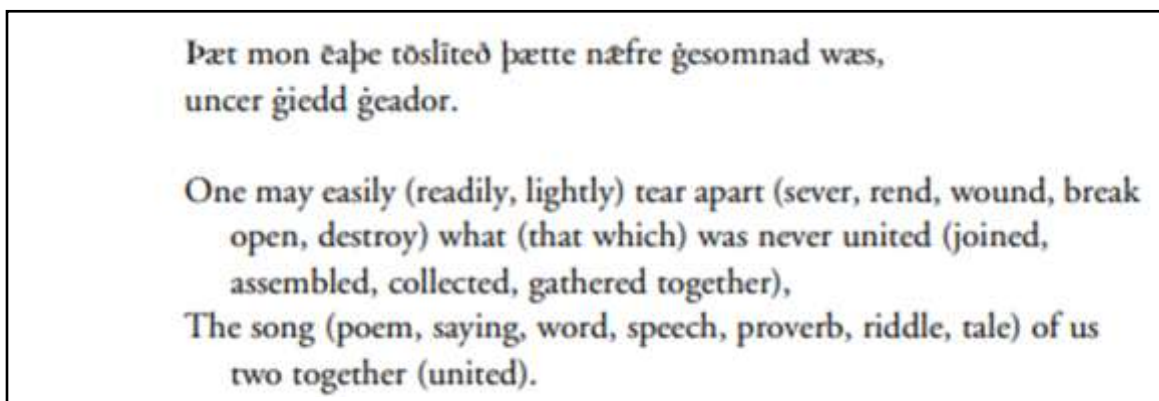 Þæt mon ēaþe tōslīteð þætte nǣfre ġesomnad wæs,
uncer ġiedd ġeador.
One may easily (readily, lightly) tear apart (sever, rend, wound, break
open, destroy) what (that which) was never united (joined,
assembled, collected, gathered together),
The song (poem, saying, word, speech, proverb, riddle, tale) of us
two together (united).